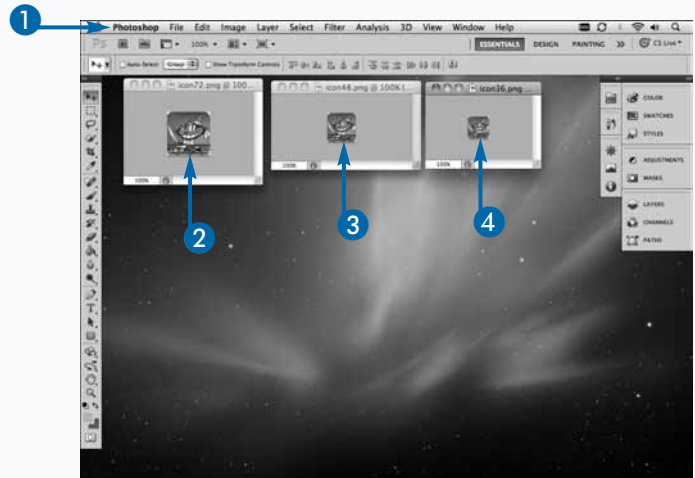 1 Photoshop File Edit Image Layer Select Filter Analysis 3D View Window Help
100% ESSENTIALS DESIGN PAINTING CS Live
Auto-Select Group Show Transform Controls
icon72.png @ 100... icon48.png @ 100% (... icon36.png ...
100%
100%
100%
2
3
4
COLOR
SWATCHES
STYLES
ADJUSTMENTS
MASKS
LAYERS
CHANNELS
PATHS